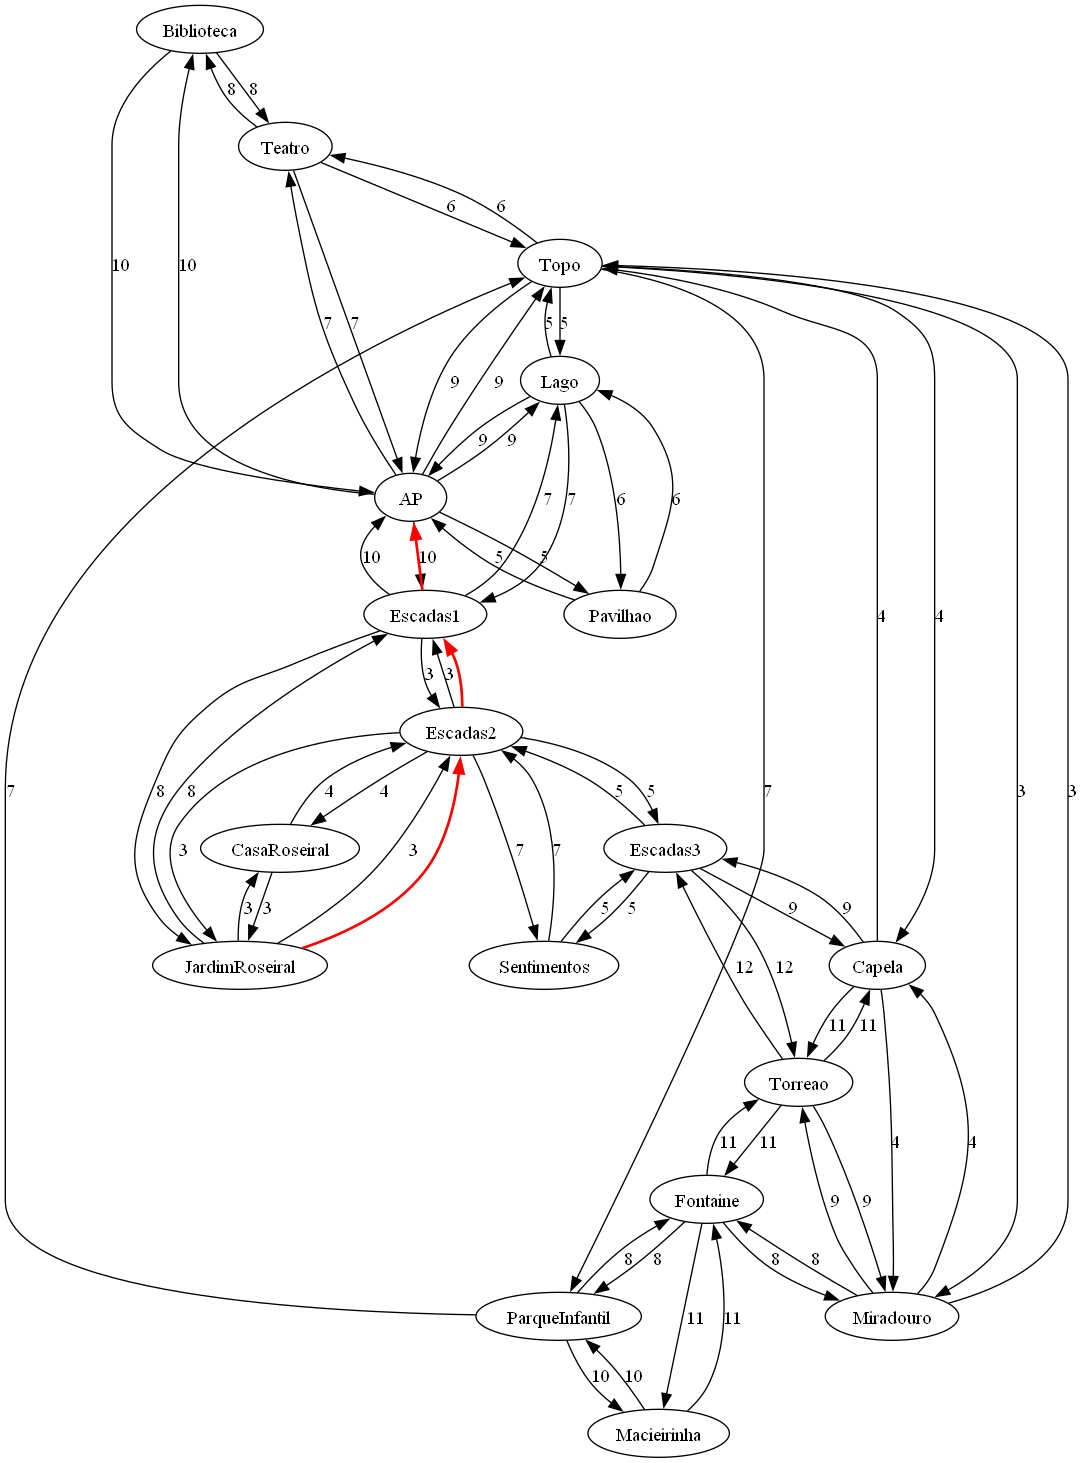 Biblioteca
8 8
Teatro
6 6
Topo
10 10
7 7
5 5
Lago
9 9
9 9
AP
7 7
6 6
10 10
5 5
Escadas1
Pavilhao
4 4
3 3
Escadas2
8 8
4 4
7
7
3 3
5 5
CasaRoseiral
Escadas3
3 3
7 7
3 3
5 5
9 9
JardimRoseiral
Sentimentos
Capela
12 12
11 11
Torreao
11 11
4 4
Fontaine
9 9
8 8
8 8
ParqueInfantil
Miradouro
11 11
10 10
Macieirinha